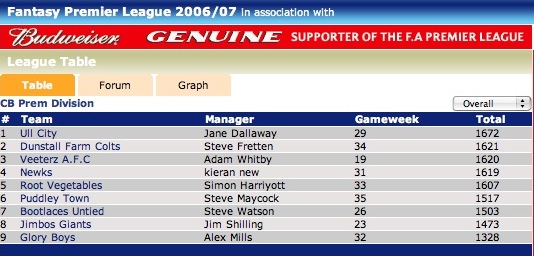 Fantasy Premier League 2006/07 in association with
Budweiser GENUINE SUPPORTER OF THE F.A PREMIER LEAGUE
League Table
Table Forum Graph
CB Prem Division Overall
# Team Manager Gameweek Total
1 Ull City Jane Dallaway 29 1672
2 Dunstall Farm Colts Steve Fretten 34 1621
3 Veeterz A.F.C Adam Whitby 19 1620
4 Newks kieran new 31 1619
5 Root Vegetables Simon Harriyott 33 1607
6 Puddley Town Steve Maycock 35 1517
7 Bootlaces Untied Steve Watson 26 1503
8 Jimbos Giants Jim Shilling 23 1473
9 Glory Boys Alex Mills 32 1328